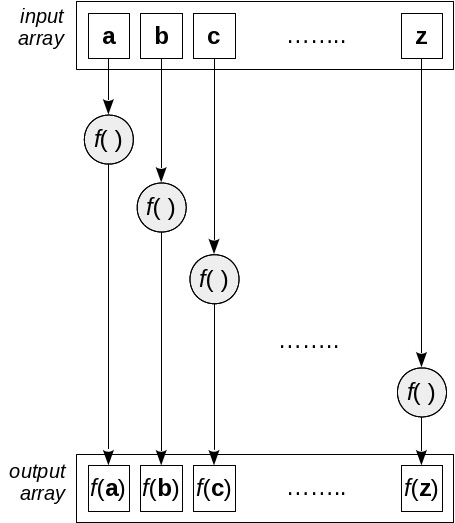 input
array
a b c ........ z
f( )
f( )
f( )
........
f( )
output
array
f(a) f(b) f(c) ........ f(z)